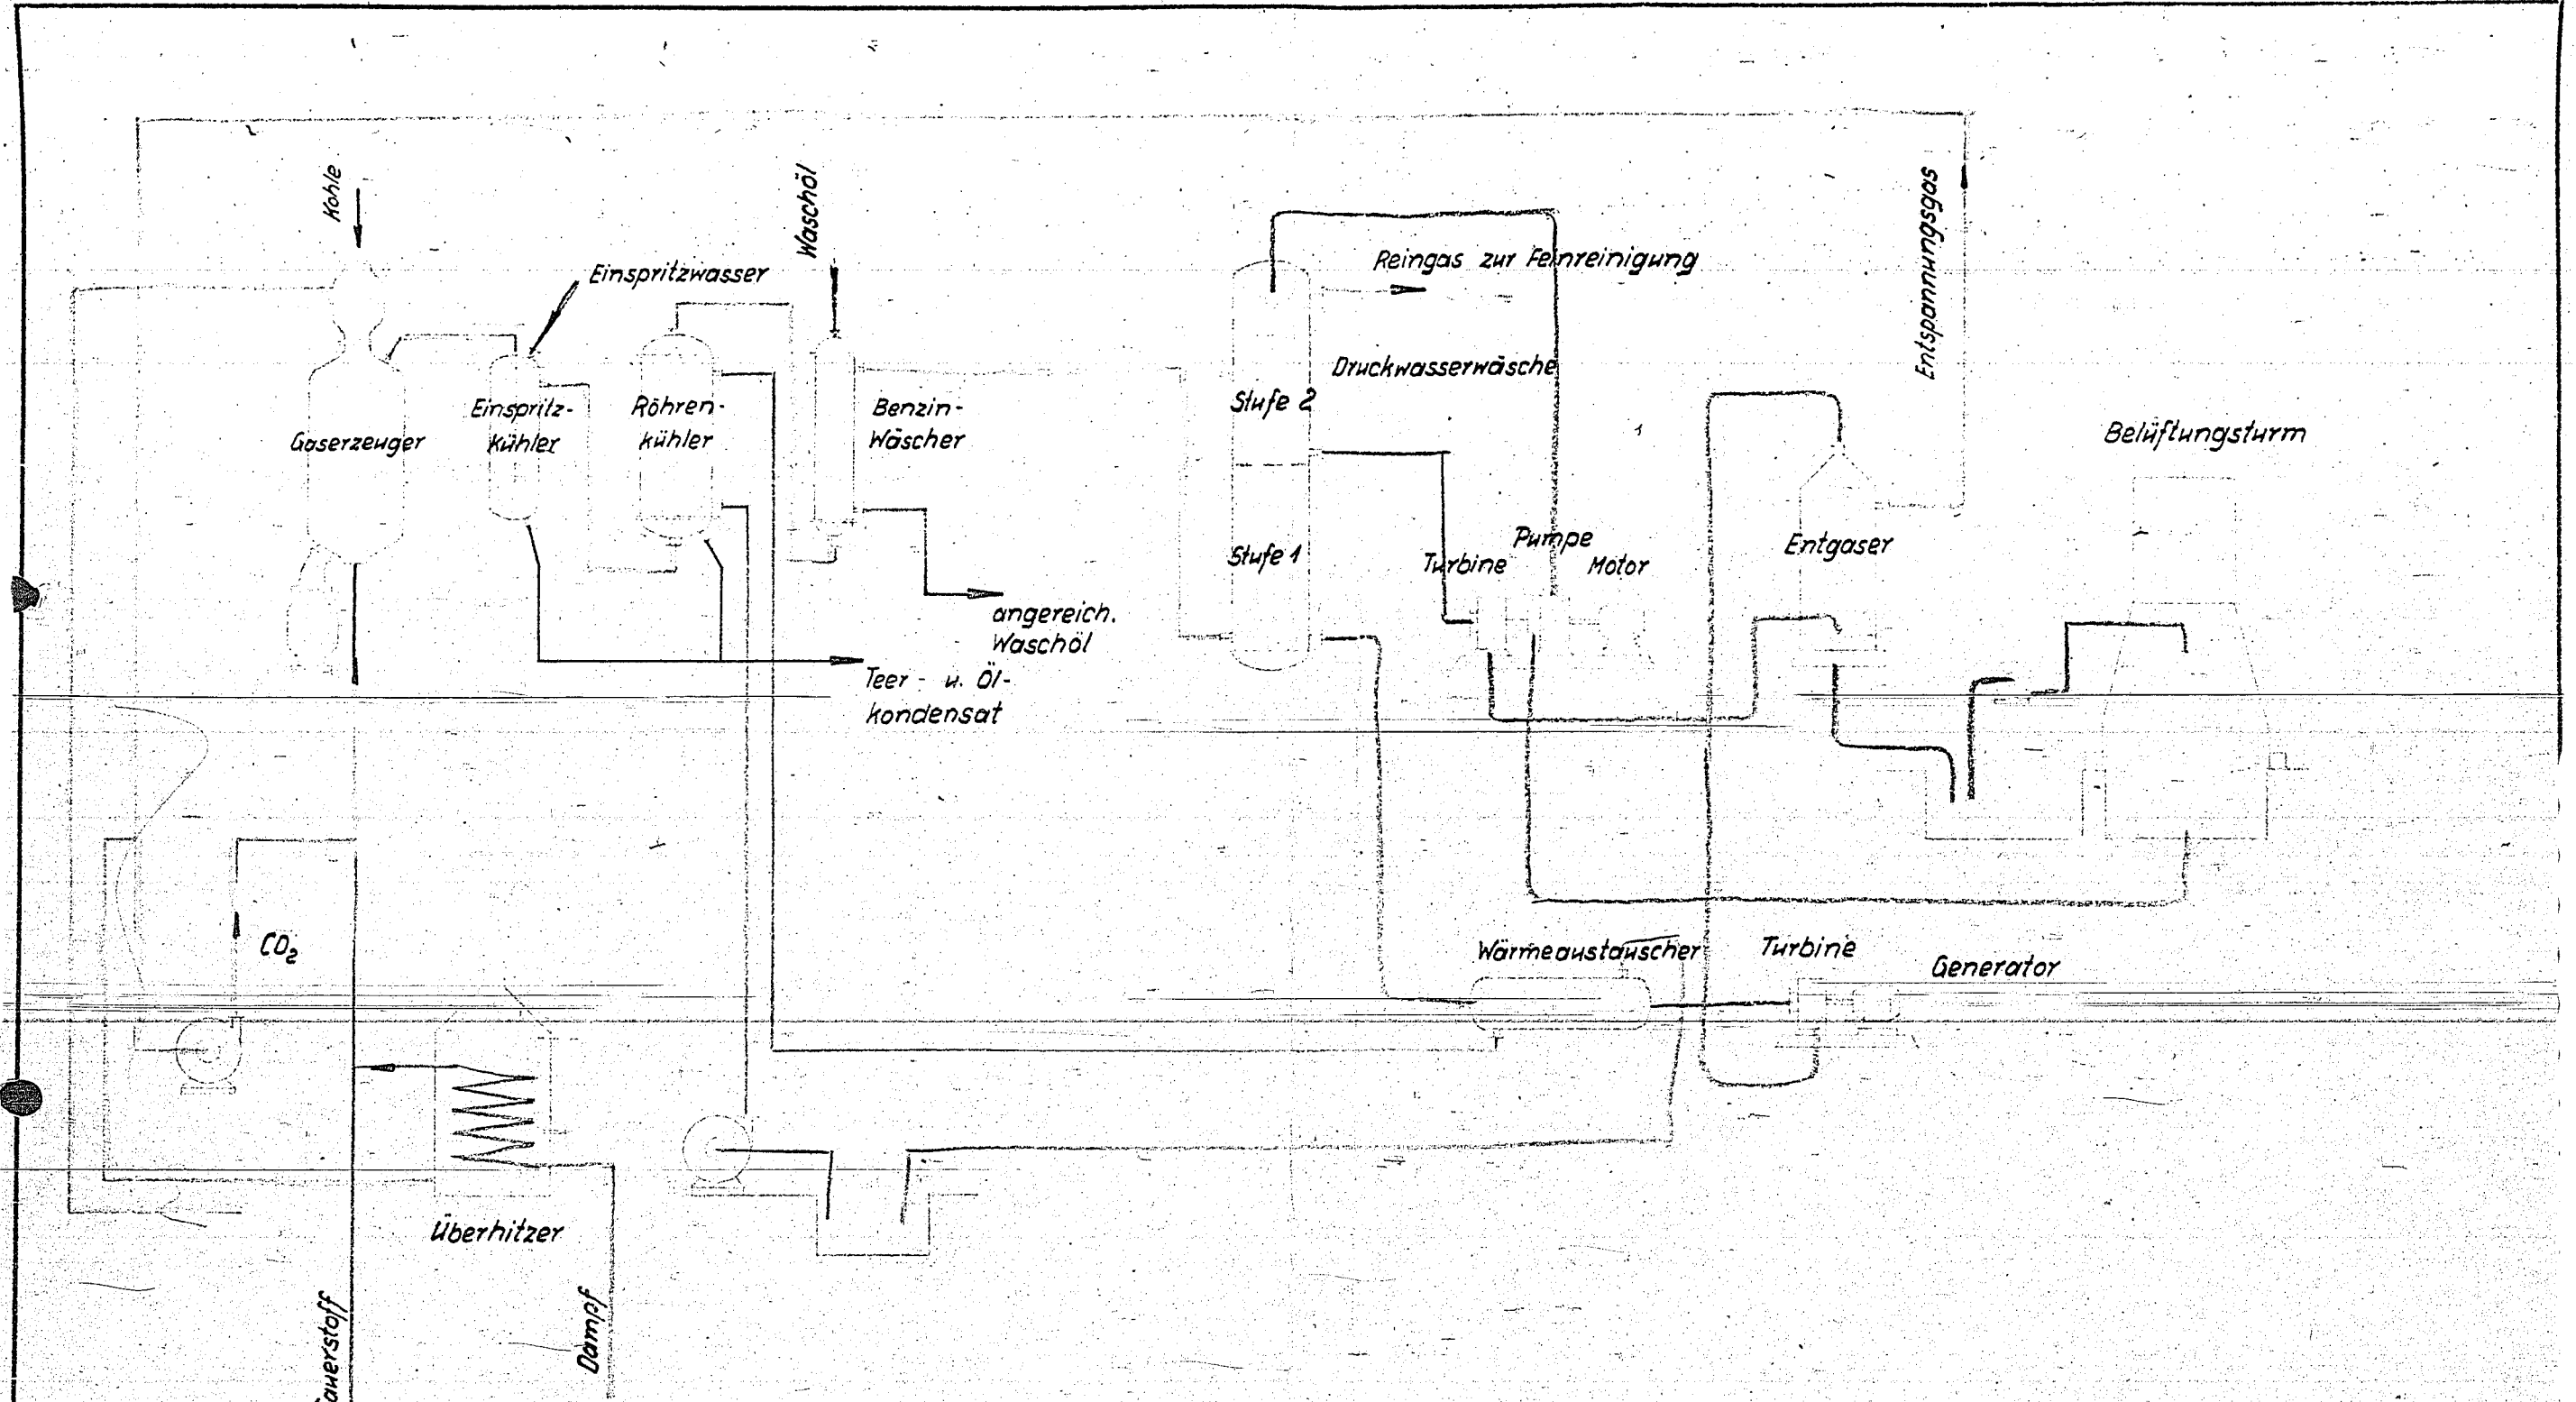 Kohle
Waschöl
Einspritzwasser
Reingas zur Feinreinigung
Entspannungsgas
Druckwasserwäsche
Gaserzeuger
Einspritz-
kühler
Röhren-
kühler
Benzin-
Wäscher
Stufe 2
Stufe 1
Turbine
Pumpe
Motor
Entgaser
Belüftungsturm
angereich.
Waschöl
Teer- u. Öl-
kondensat
CO₂
Wärmeaustauscher
Turbine
Generator
Überhitzer
auerstoff
Dampf